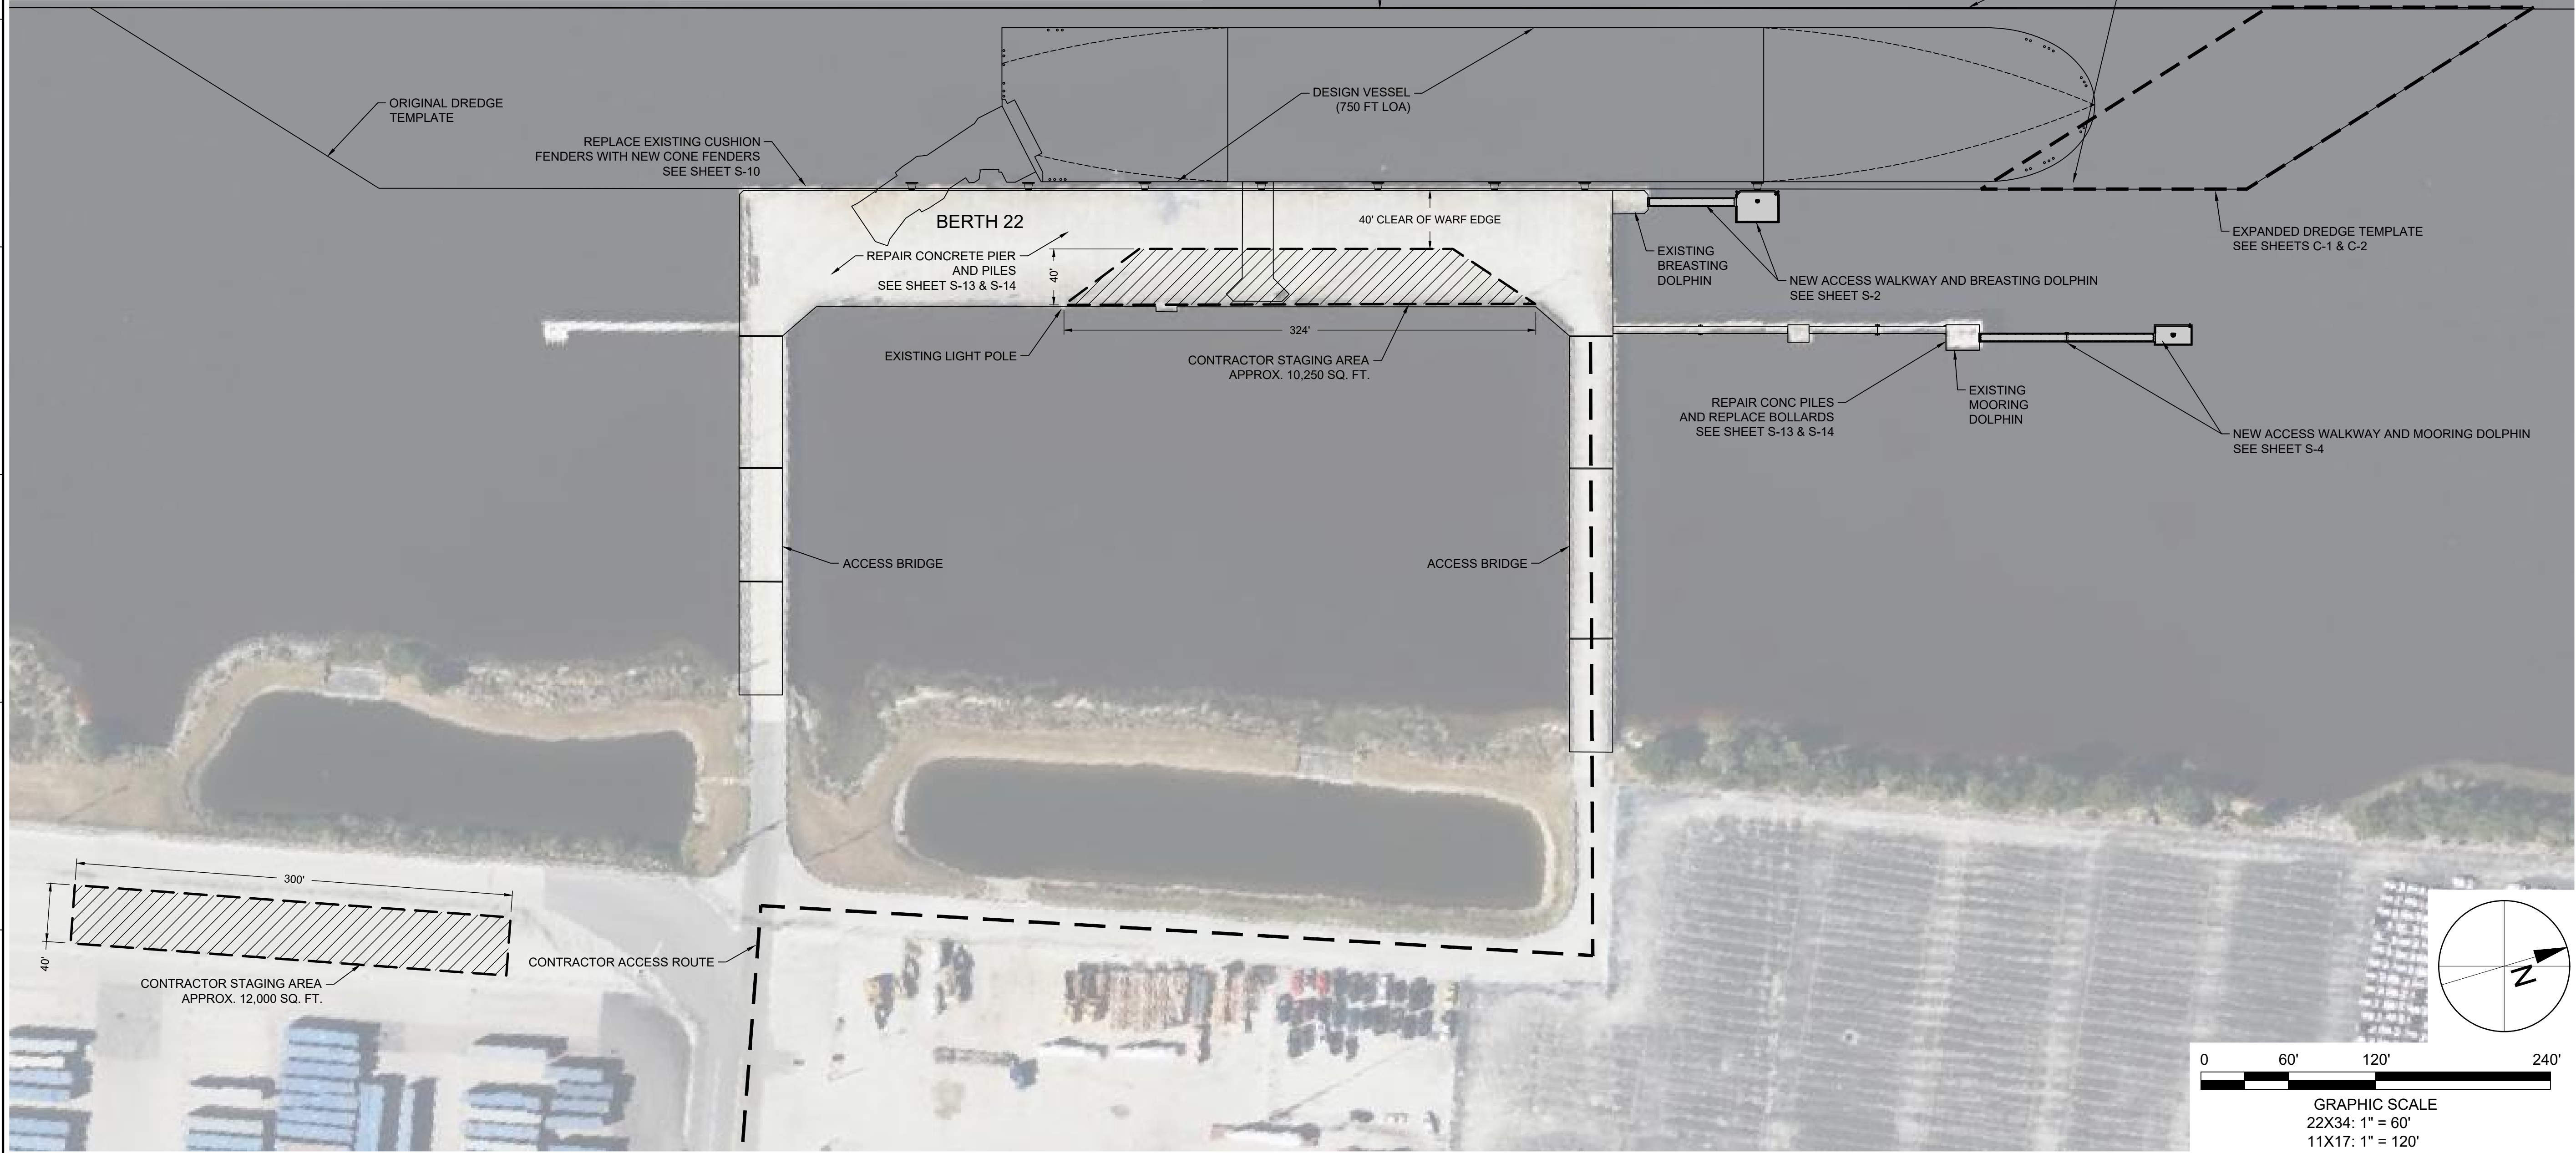 ORIGINAL DREDGE
TEMPLATE
REPLACE EXISTING CUSHION
FENDERS WITH NEW CONE FENDERS
SEE SHEET S-10
DESIGN VESSEL
(750 FT LOA)
BERTH 22
40' CLEAR OF WARF EDGE
REPAIR CONCRETE PIER
AND PILES
SEE SHEET S-13 & S-14
40'
EXISTING
BREASTING
DOLPHIN
NEW ACCESS WALKWAY AND BREASTING DOLPHIN
SEE SHEET S-2
EXPANDED DREDGE TEMPLATE
SEE SHEETS C-1 & C-2
324'
EXISTING LIGHT POLE
CONTRACTOR STAGING AREA
APPROX. 10,250 SQ. FT.
REPAIR CONC PILES
AND REPLACE BOLLARDS
SEE SHEET S-13 & S-14
EXISTING
MOORING
DOLPHIN
NEW ACCESS WALKWAY AND MOORING DOLPHIN
SEE SHEET S-4
ACCESS BRIDGE
ACCESS BRIDGE
300'
40'
CONTRACTOR STAGING AREA
APPROX. 12,000 SQ. FT.
CONTRACTOR ACCESS ROUTE
N
0 60' 120' 240'
GRAPHIC SCALE
22X34: 1" = 60'
11X17: 1" = 120'